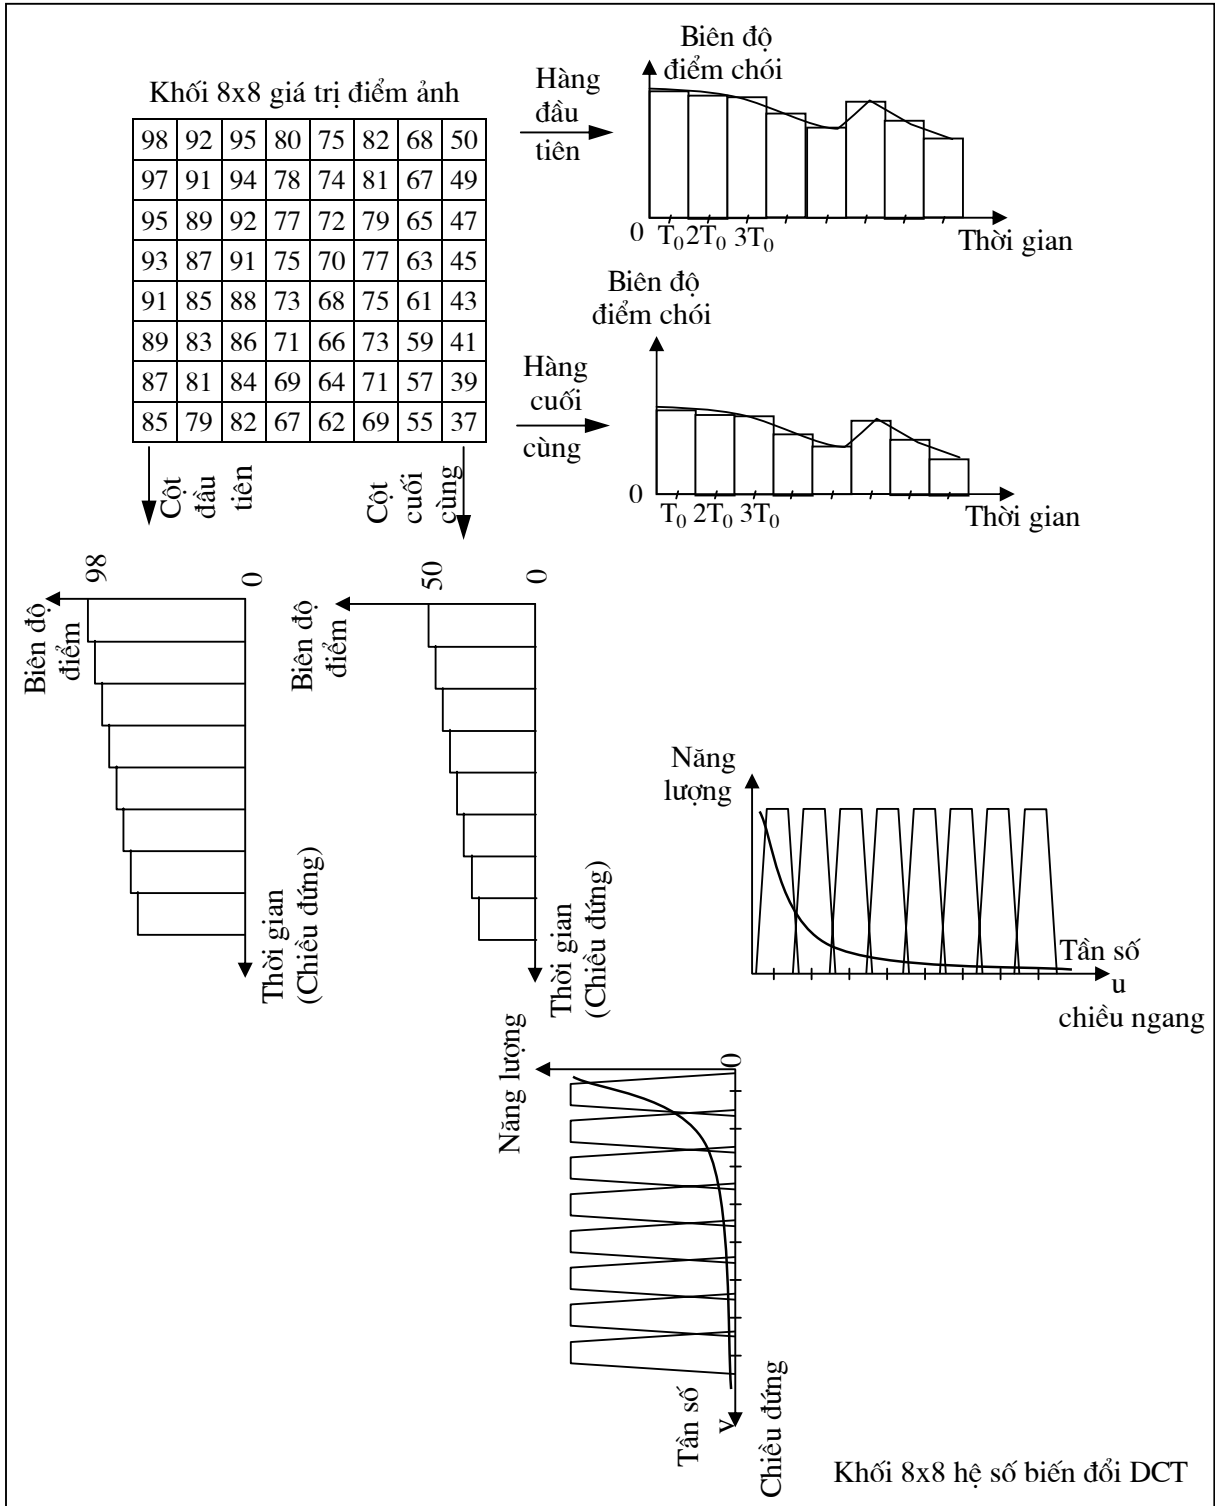 Khối 8x8 giá trị điểm ảnh
98 92 95 80 75 82 68 50
97 91 94 78 74 81 67 49
95 89 92 77 72 79 65 47
93 87 91 75 70 77 63 45
91 85 88 73 68 75 61 43
89 83 86 71 66 73 59 41
87 81 84 69 64 71 57 39
85 79 82 67 62 69 55 37
Hàng
đầu
tiên
Biên độ
điểm chói
0 T₀ 2T₀ 3T₀
Thời gian
Hàng
cuối
cùng
Biên độ
điểm chói
0
T₀ 2T₀ 3T₀
Thời gian
Cột
đầu
tiên
Cột
cuối
cùng
98
0
Biên độ
điểm
Thời gian
(Chiều đứng)
50
0
Biên độ
điểm
Thời gian
(Chiều đứng)
Năng
lượng
Tần số
u
chiều ngang
Năng lượng
0
Tần số
v
Chiều đứng
Khối 8x8 hệ số biến đổi DCT